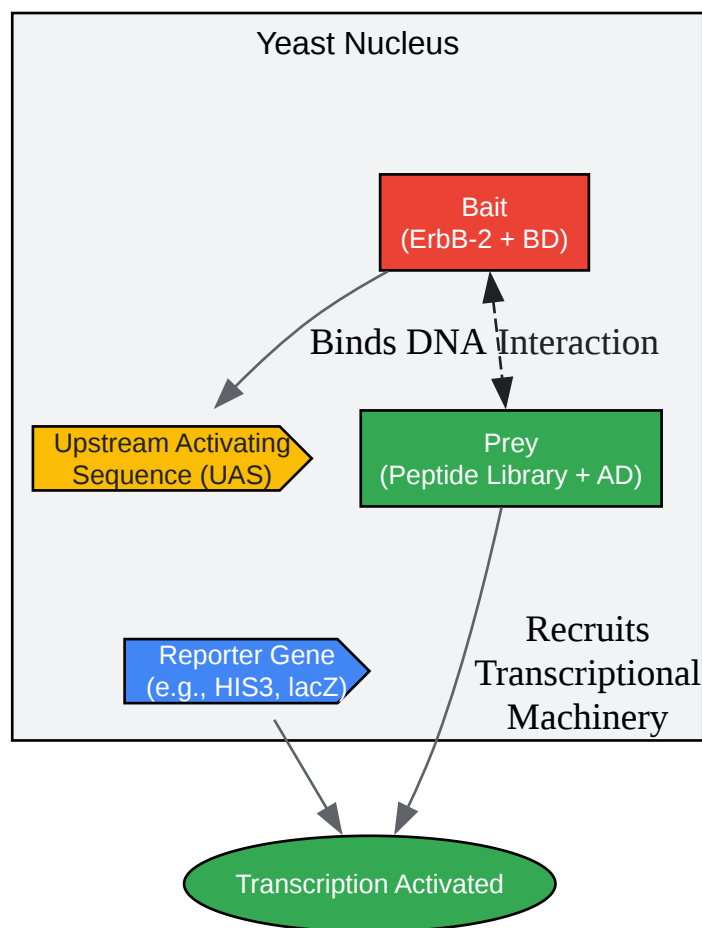 Yeast Nucleus
Bait
(ErbB-2 + BD)
Binds DNA
Interaction
Upstream Activating
Sequence (UAS)
Prey
(Peptide Library + AD)
Reporter Gene
(e.g., HIS3, lacZ)
Recruits
Transcriptional
Machinery
Transcription Activated